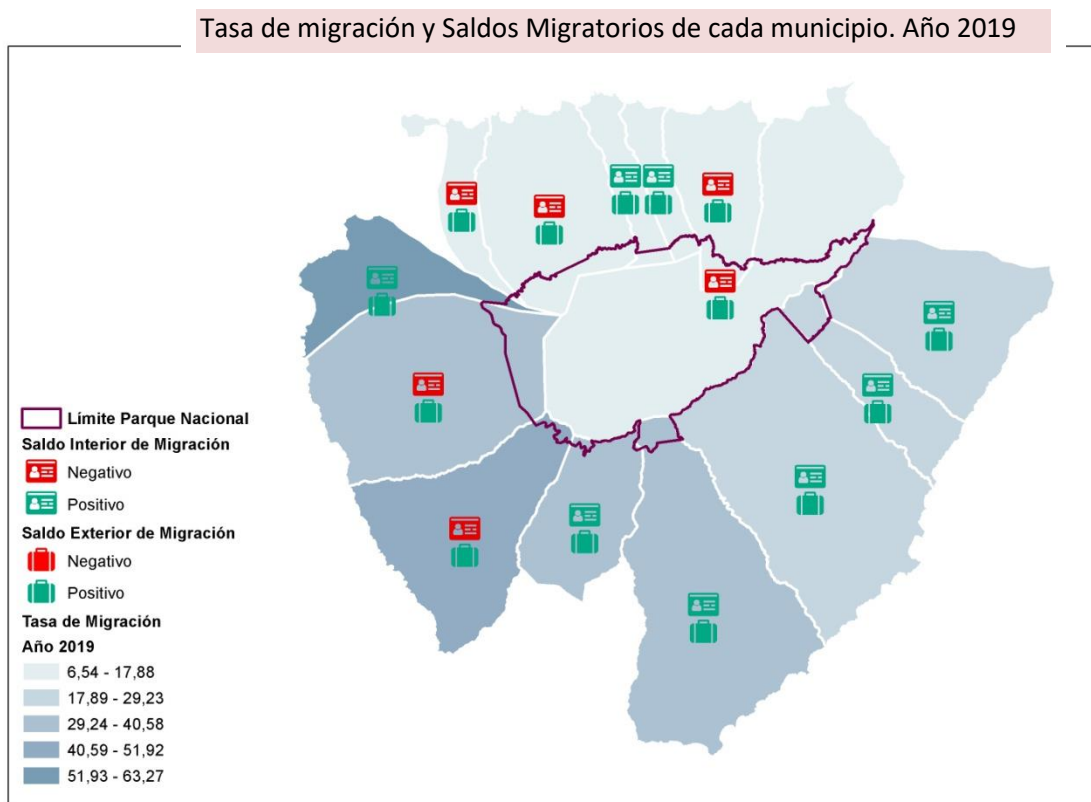 Tasa de migración y Saldos Migratorios de cada municipio. Año 2019
Límite Parque Nacional
Saldo Interior de Migración
Negativo
Positivo
Saldo Exterior de Migración
Negativo
Positivo
Tasa de Migración
Año 2019
6,54 - 17,88
17,89 - 29,23
29,24 - 40,58
40,59 - 51,92
51,93 - 63,27